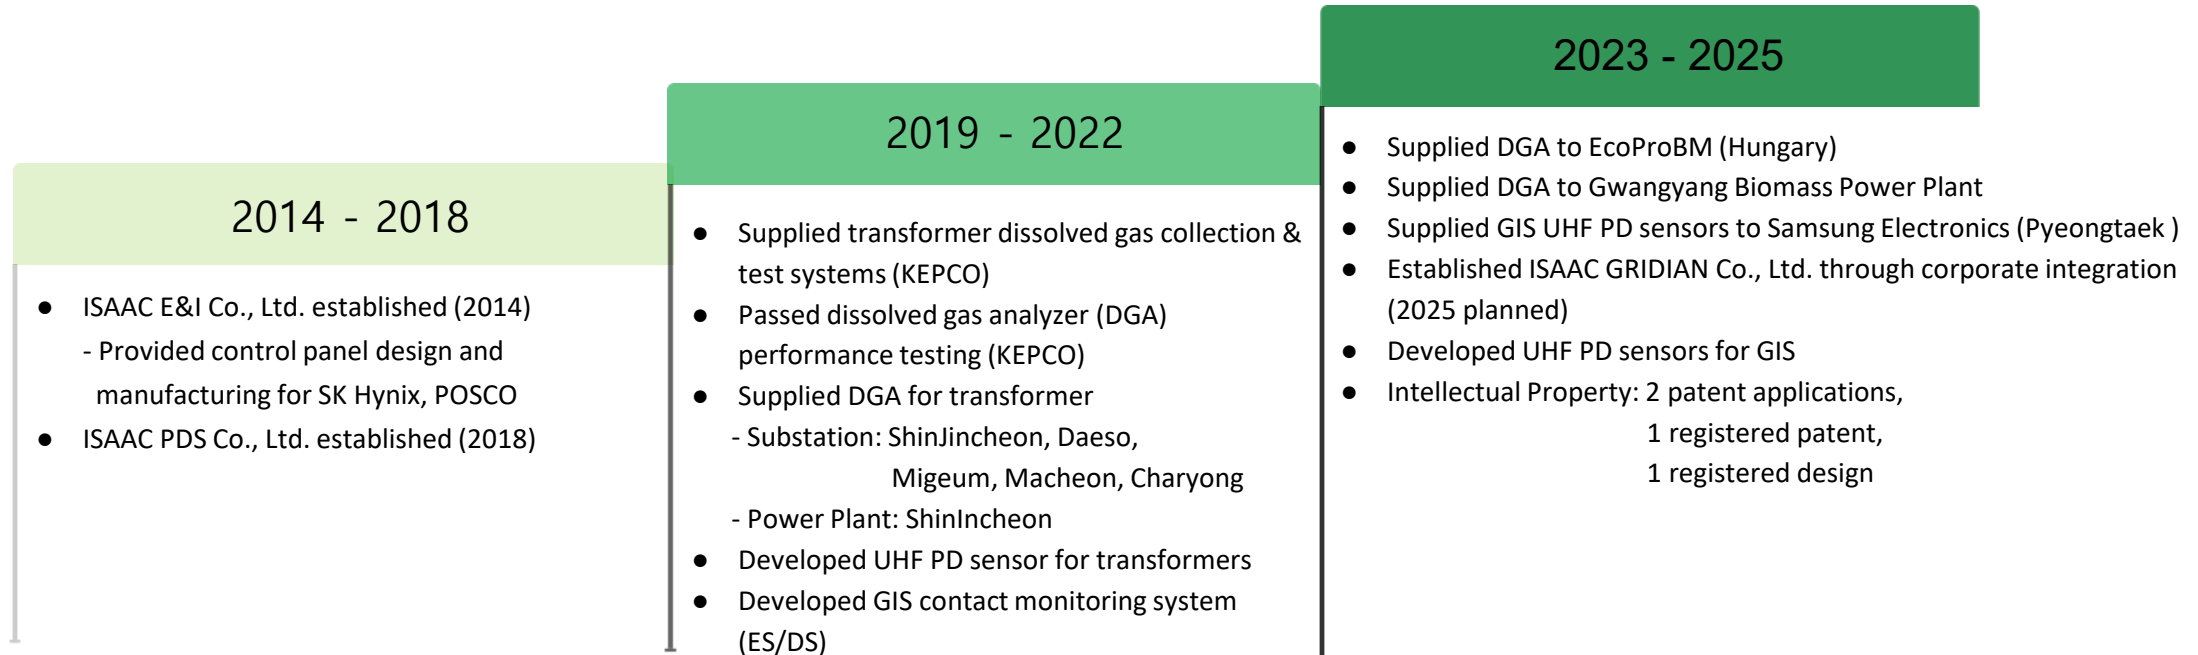 2014 - 2018
● ISAAC E&I Co., Ltd. established (2014)
- Provided control panel design and
manufacturing for SK Hynix, POSCO
● ISAAC PDS Co., Ltd. established (2018)
2019 - 2022
● Supplied transformer dissolved gas collection &
test systems (KEPCO)
● Passed dissolved gas analyzer (DGA)
performance testing (KEPCO)
● Supplied DGA for transformer
- Substation: ShinJincheon, Daeso,
Migeum, Macheon, Charyong
- Power Plant: ShinIncheon
● Developed UHF PD sensor for transformers
● Developed GIS contact monitoring system
(ES/DS)
2023 - 2025
● Supplied DGA to EcoProBM (Hungary)
● Supplied DGA to Gwangyang Biomass Power Plant
● Supplied GIS UHF PD sensors to Samsung Electronics (Pyeongtaek )
● Established ISAAC GRIDIAN Co., Ltd. through corporate integration
(2025 planned)
● Developed UHF PD sensors for GIS
● Intellectual Property: 2 patent applications,
1 registered patent,
1 registered design